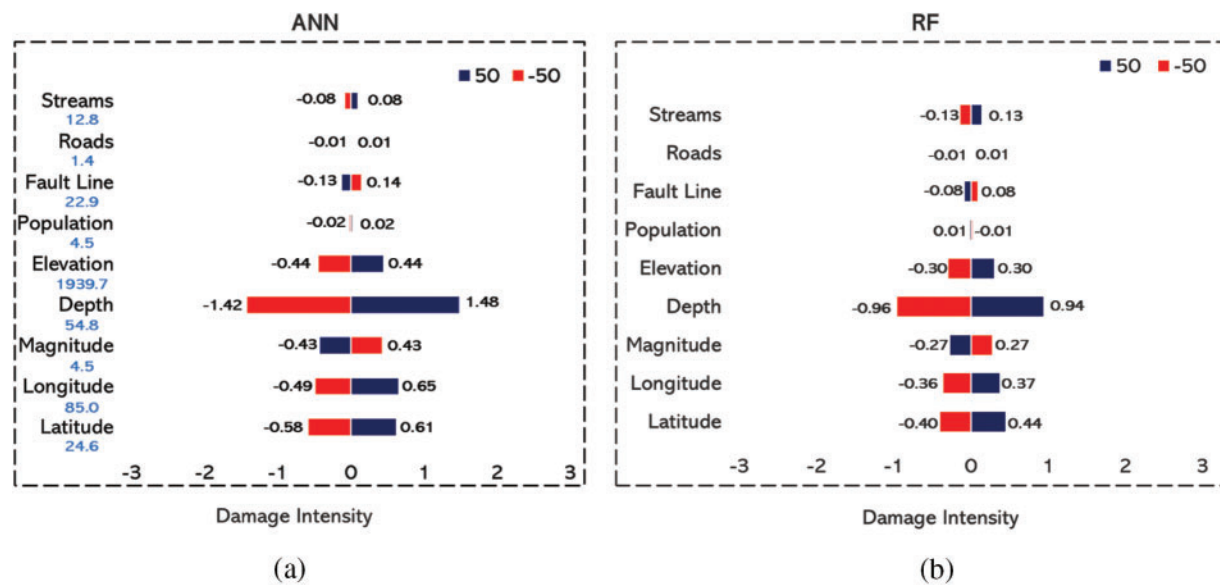 ANN
50 -50
Streams -0.08 0.08
12.8
Roads -0.01 0.01
1.4
Fault Line -0.13 0.14
22.9
Population -0.02 0.02
4.5
Elevation -0.44 0.44
1939.7
Depth -1.42 1.48
54.8
Magnitude -0.43 0.43
4.5
Longitude -0.49 0.65
85.0
Latitude -0.58 0.61
24.6
-3 -2 -1 0 1 2 3
Damage Intensity
(a)
RF
50 -50
Streams -0.13 0.13
Roads -0.01 0.01
Fault Line -0.08 0.08
Population 0.01 -0.01
Elevation -0.30 0.30
Depth -0.96 0.94
Magnitude -0.27 0.27
Longitude -0.36 0.37
Latitude -0.40 0.44
-3 -2 -1 0 1 2 3
Damage Intensity
(b)